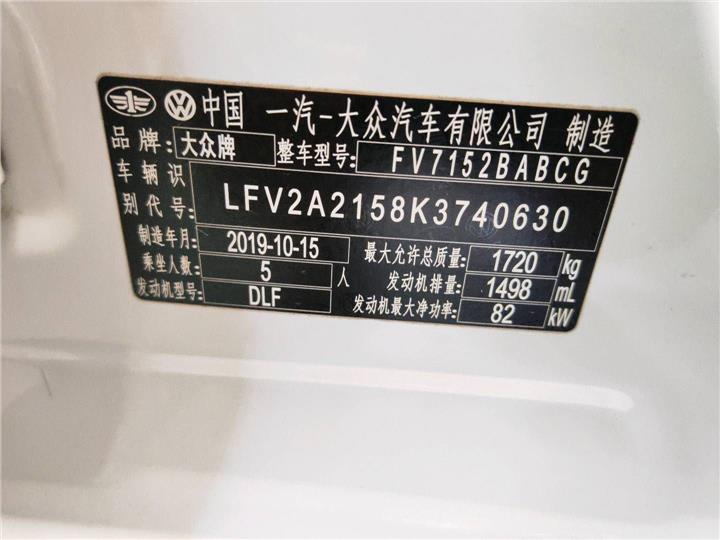 中国 一汽-大众汽车有限公司 制造
品牌: 大众牌 整车型号: FV7152BABCG
车辆识别代号: LFV2A2158K3740630
制造年月: 2019-10-15 最大允许总质量: 1720 kg
乘坐人数: 5 人 发动机排量: 1498 mL
发动机型号: DLF 发动机最大净功率: 82 kW